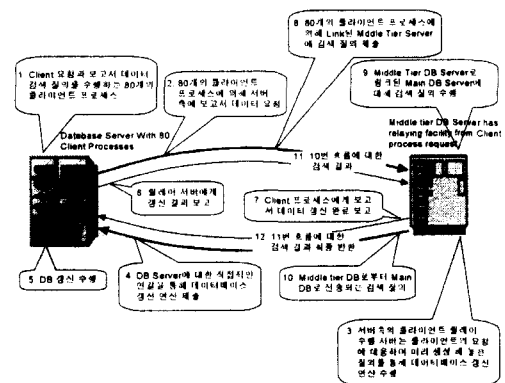 8 80개의 클라이언트 프로세스에
의해 Link된 Middle Tier Server
에 검색 질의 제출
1 Client 요청과 보고서 데이터
검색 질의를 수행하는 80개의
클라이언트 프로세스
2. 80개의 클라이언트
프로세스에 의해 서버
측에 보고서 데이터 요청
9 Middle Tier DB Server로
링크된 Main DB Server에
대해 검색 질의 수행
Database Server With 80
Client Processes
Middle tier DB Server has
relaying facility from Client
process request
11 10번 흐름에 대한
검색 결과
6 릴레이 서버에게
갱신 결과 보고
7 Client 프로세스에게 보고
서 데이터 갱신 완료 보고
12 11번 흐름에 대한
검색 결과 최종 반환
5 DB 갱신 수행
4 DB Server에 대한 직접적인
연결을 통해 데이터베이스
갱신 연산 제출
10 Middle tier DB로부터 Main
DB로 신청되는 검색 질의
3 서버측의 클라이언트 릴레이
수행 서버는 클라이언트의 요청
에 대응하여 미리 생성해 놓은
질의를 통해 데이터베이스 갱신
연산 수행